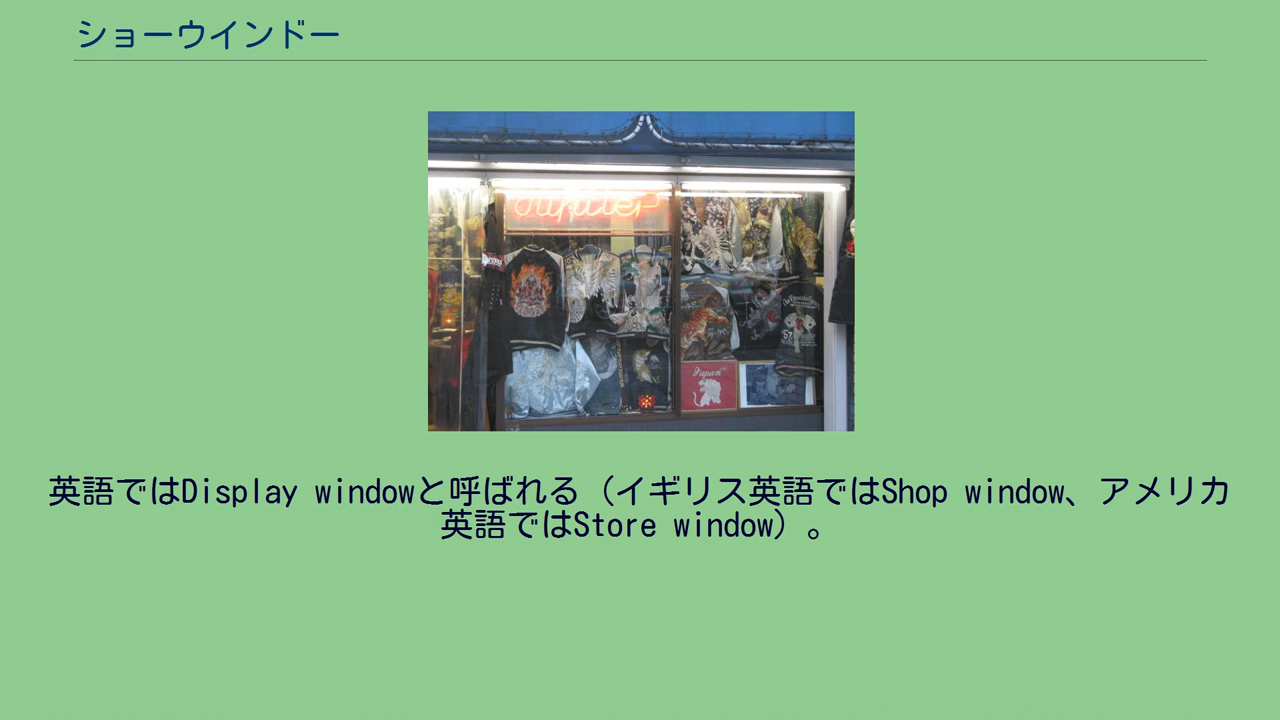 ショーウインドー
Japan
英語ではDisplay windowと呼ばれる（イギリス英語ではShop window、アメリカ
英語ではStore window）。